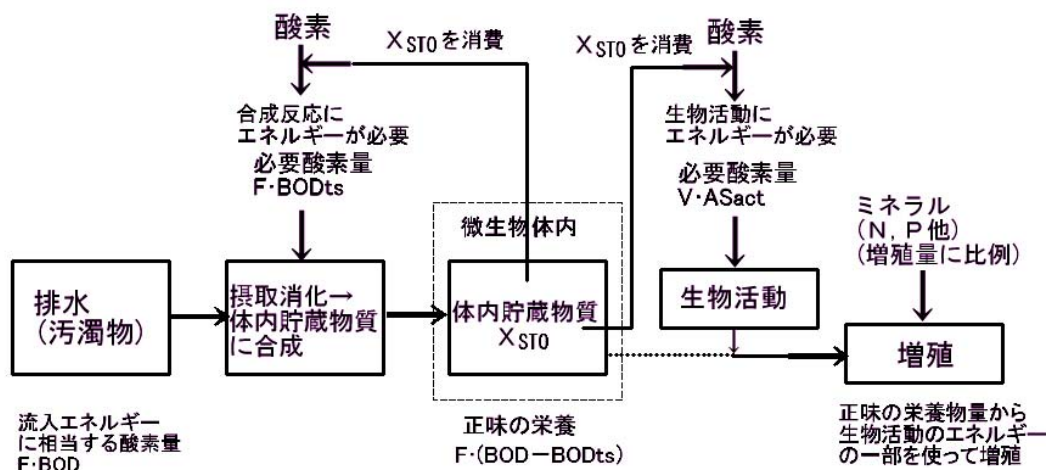 酸素
XSTOを消費
XSTOを消費
酸素
合成反応に
エネルギーが必要
必要酸素量
F·BODts
生物活動に
エネルギーが必要
必要酸素量
V·ASact
ミネラル
(N, P他)
(増殖量に比例)
微生物体内
排水
(汚濁物)
摂取消化→
体内貯蔵物質
に合成
体内貯蔵物質
XSTO
生物活動
増殖
流入エネルギー
に相当する酸素量
F·BOD
正味の栄養
F·(BOD－BODts)
正味の栄養物量から
生物活動のエネルギー
の一部を使って増殖